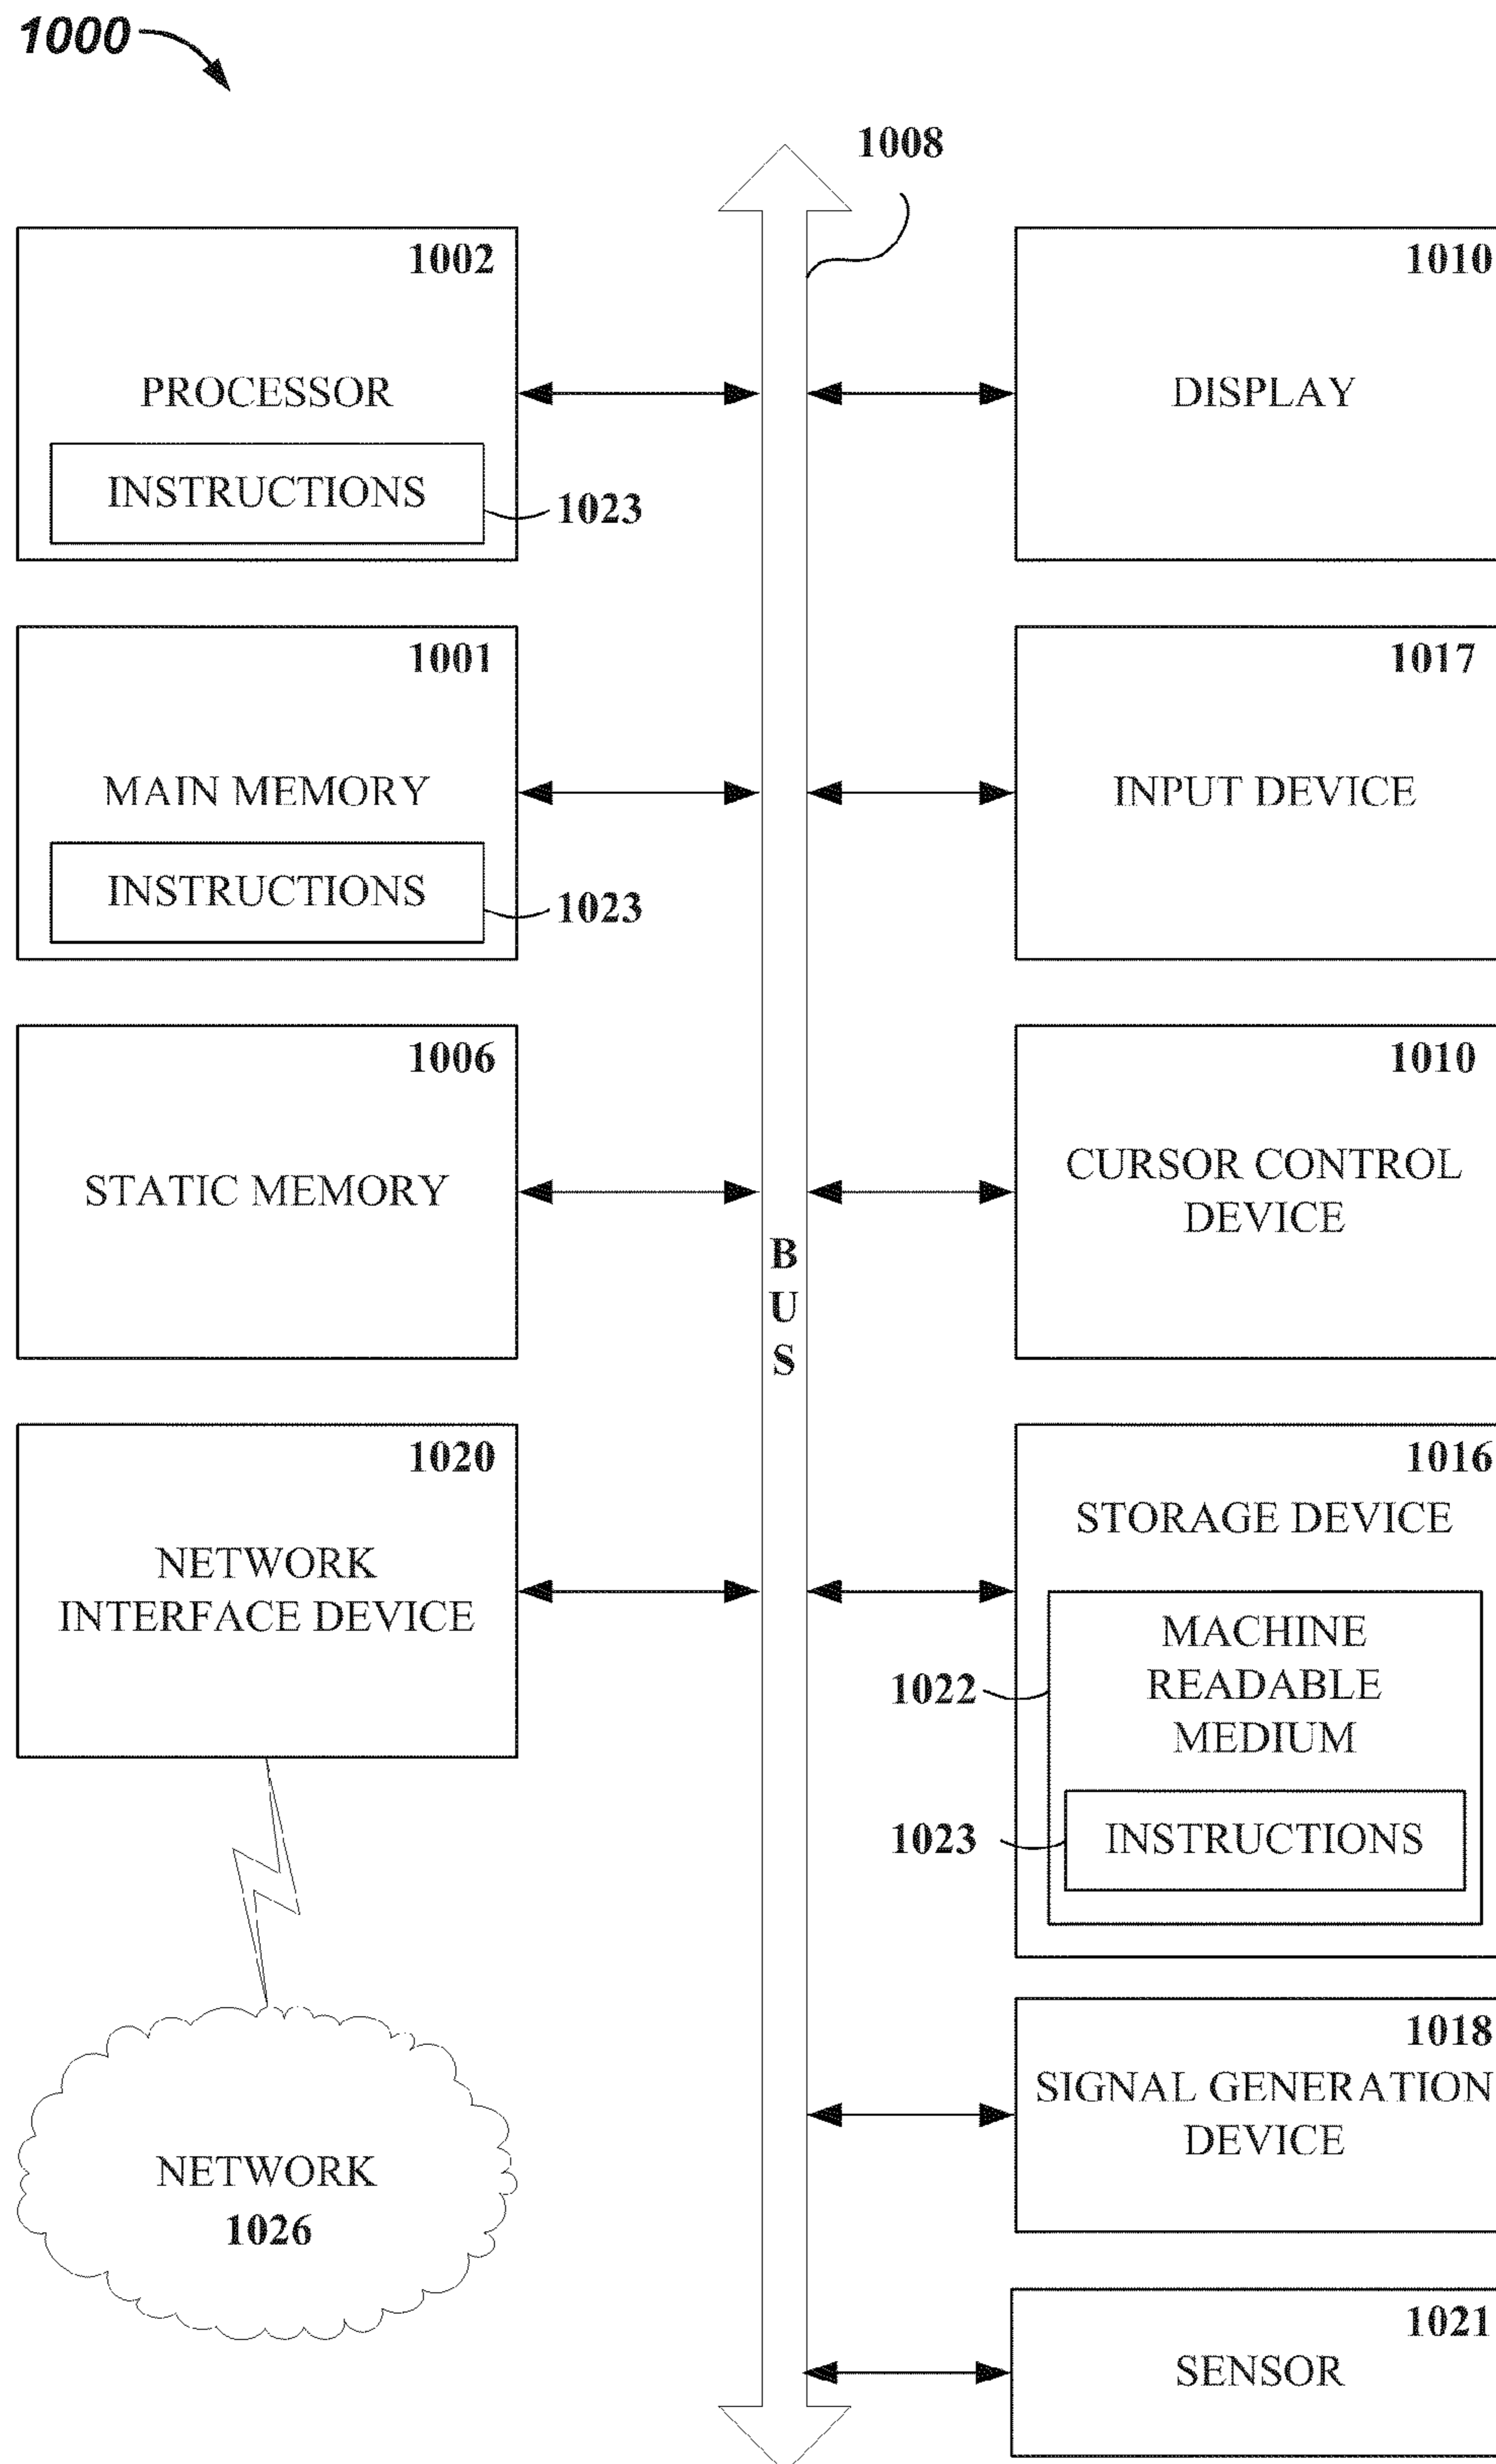 1000
1008
1002
PROCESSOR
INSTRUCTIONS
1023
1001
MAIN MEMORY
INSTRUCTIONS
1023
1006
STATIC MEMORY
1020
NETWORK
INTERFACE DEVICE
NETWORK
1026
B
U
S
1010
DISPLAY
1017
INPUT DEVICE
1010
CURSOR CONTROL
DEVICE
1016
STORAGE DEVICE
1022
MACHINE
READABLE
MEDIUM
1023
INSTRUCTIONS
1018
SIGNAL GENERATION
DEVICE
1021
SENSOR